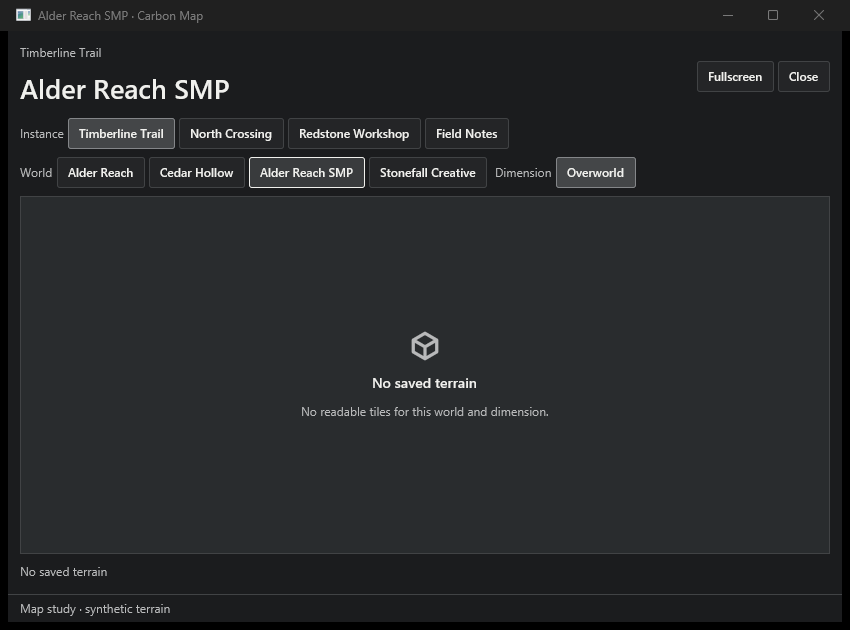 Alder Reach SMP · Carbon Map
Timberline Trail
Alder Reach SMP
Fullscreen Close
Instance Timberline Trail North Crossing Redstone Workshop Field Notes
World Alder Reach Cedar Hollow Alder Reach SMP Stonefall Creative Dimension Overworld
No saved terrain
No readable tiles for this world and dimension.
No saved terrain
Map study · synthetic terrain